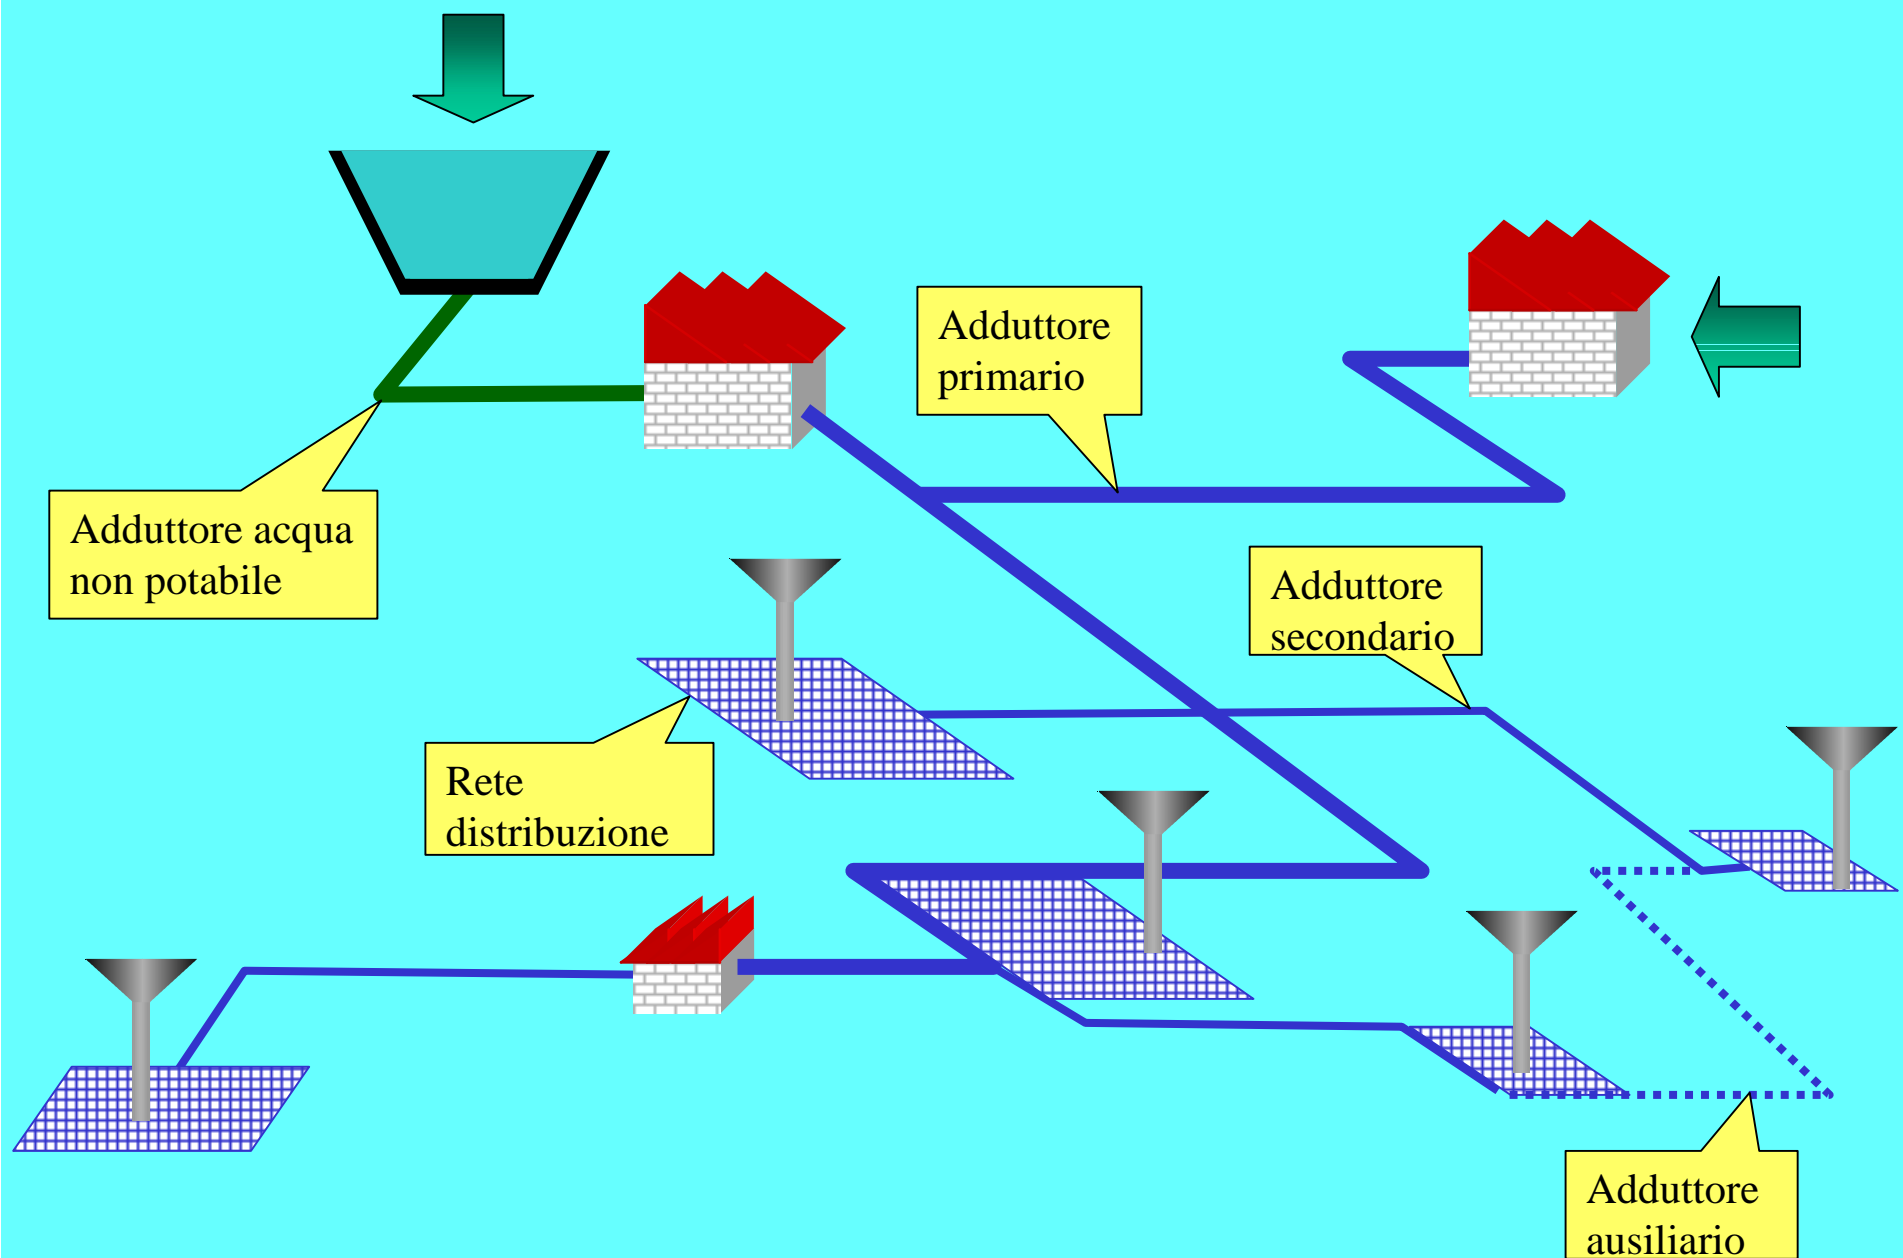 Adduttore
primario
Adduttore acqua
non potabile
Adduttore
secondario
Rete
distribuzione
Adduttore
ausiliario